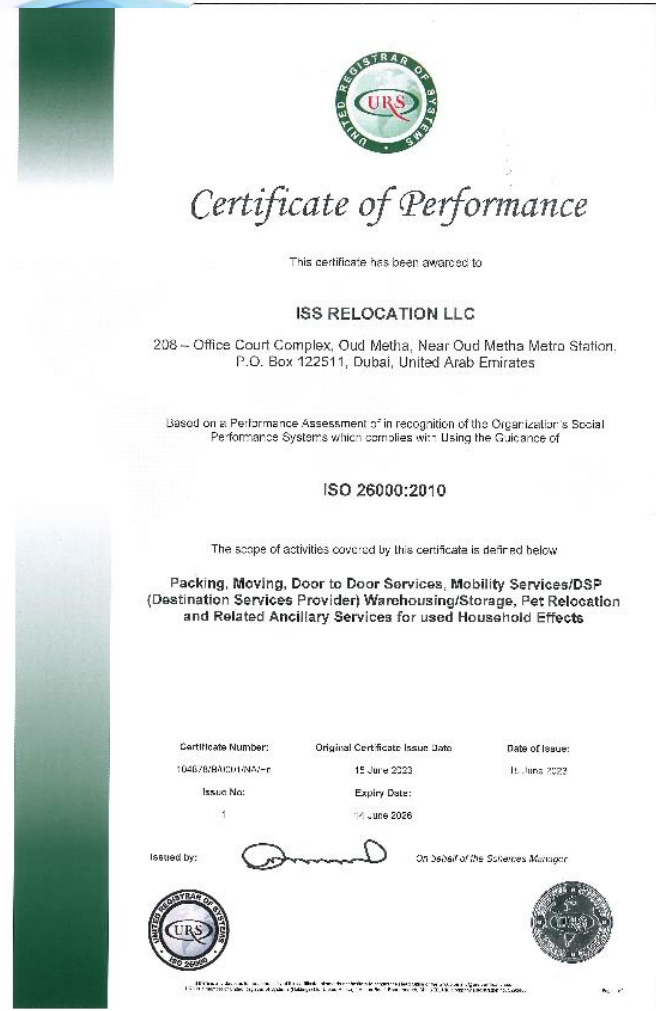 UNITED REGISTRAR OF SYSTEMS
URS
Certificate of Performance
This certificate has been awarded to
ISS RELOCATION LLC
208 – Office Court Complex, Oud Metha, Near Oud Metha Metro Station.
P.O. Box 122511, Dubai, United Arab Emirates
Based on a Performance Assessment of in recognition of the Organization's Social
Performance Systems which complies with Using the Guidance of
ISO 26000:2010
The scope of activities covered by this certificate is defined below
Packing, Moving, Door to Door Services, Mobility Services/DSP
(Destination Services Provider) Warehousing/Storage, Pet Relocation
and Related Ancillary Services for used Household Effects
Certificate Number: Original Certificate Issue Date Date of Issue:
15 June 2023 15 June 2023
Issue No: Expiry Date:
1 14 June 2026
Issued by: On behalf of the Schemes Manager
UNITED REGISTRAR OF SYSTEMS
URS
ISO 26000
URS